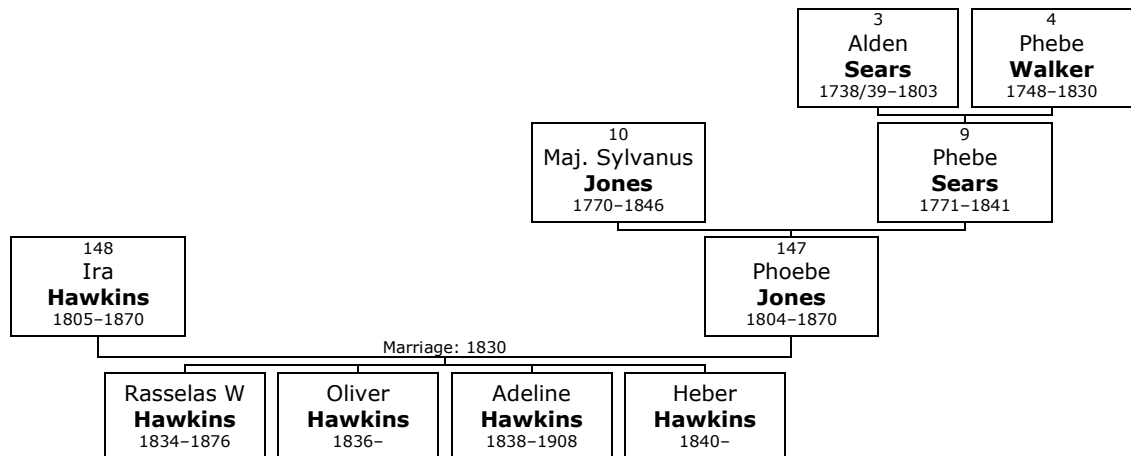 3
Alden
Sears
1738/39–1803
4
Phebe
Walker
1748–1830
10
Maj. Sylvanus
Jones
1770–1846
9
Phebe
Sears
1771–1841
148
Ira
Hawkins
1805–1870
147
Phoebe
Jones
1804–1870
Marriage: 1830
Rasselas W
Hawkins
1834–1876
Oliver
Hawkins
1836–
Adeline
Hawkins
1838–1908
Heber
Hawkins
1840–